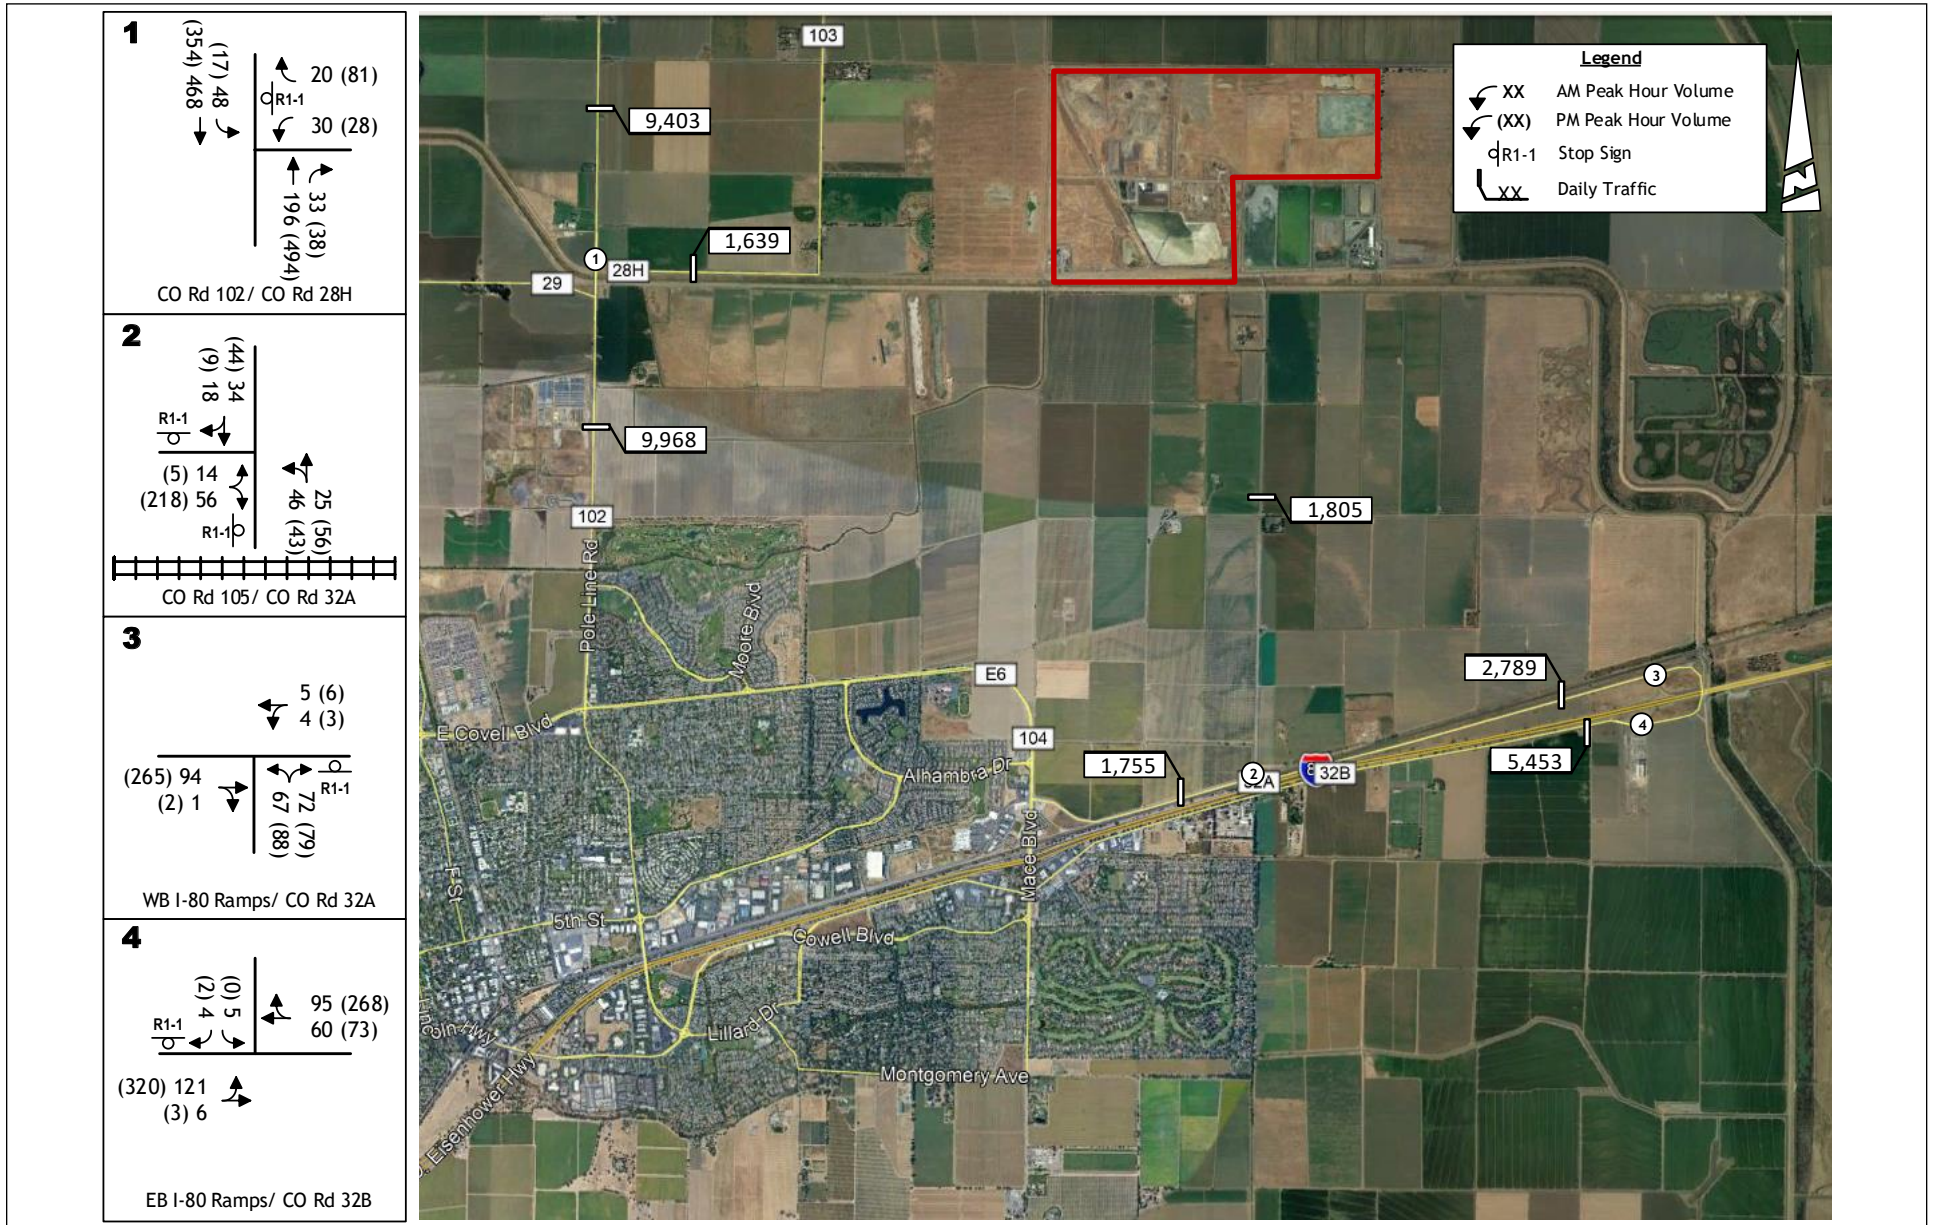 1
(354) 468
(17) 48
20 (81)
R1-1
30 (28)
33 (38)
196 (494)
CO Rd 102/ CO Rd 28H
2
(9) 18
(44) 34
R1-1
(5) 14
(218) 56
R1-1
46 (43)
25 (56)
CO Rd 105/ CO Rd 32A
3
5 (6)
4 (3)
(265) 94
(2) 1
67 (88)
72 (79)
R1-1
WB I-80 Ramps/ CO Rd 32A
4
(2) 4
(0) 5
R1-1
95 (268)
60 (73)
(320) 121
(3) 6
EB I-80 Ramps/ CO Rd 32B
103
9,403
1,639
1
28H
29
9,968
102
1,805
Pole Line Rd
Moore Blvd
E6
2,789
3
E Covell Blvd
104
4
Alhambra Dr
1,755
2
32A
32B
5,453
Mace Blvd
F St
5th St
Cowell Blvd
Lillard Dr
oln Hwy
Montgomery Ave
. Eisenhower Hwy
Legend
XX AM Peak Hour Volume
(XX) PM Peak Hour Volume
R1-1 Stop Sign
XX Daily Traffic
N